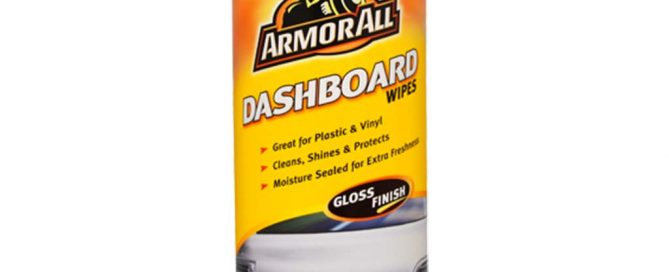 ARMORALL
DASHBOARD
WIPES
Great for Plastic & Vinyl
Cleans, Shines & Protects
Moisture Sealed for Extra Freshness
GLOSS
FINISH